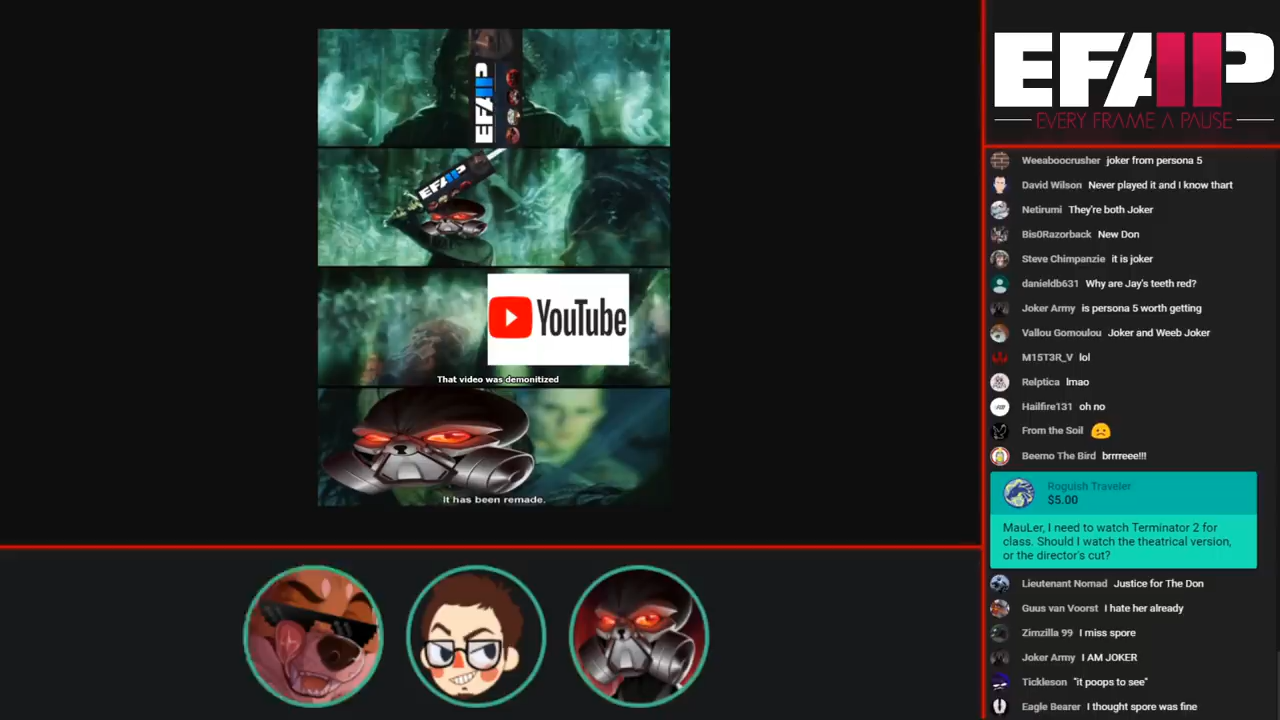 EFAP
EFAP
YouTube
That video was demonitized
It has been remade.
EFAP
EVERY FRAME A PAUSE
Weeaboocrusher joker from persona 5
David Wilson Never played it and I know thart
Netirumi They're both Joker
Bis0Razorback New Don
Steve Chimpanzie it is joker
danieldb631 Why are Jay's teeth red?
Joker Army is persona 5 worth getting
Vallou Gomoulou Joker and Weeb Joker
M15T3R_V lol
Relptica lmao
Hailfire131 oh no
From the Soil
Beemo The Bird brrrreee!!!
Roguish Traveler
$5.00
MauLer, I need to watch Terminator 2 for
class. Should I watch the theatrical version,
or the director's cut?
Lieutenant Nomad Justice for The Don
Guus van Voorst I hate her already
Zimzilla 99 I miss spore
Joker Army I AM JOKER
Tickleson "it poops to see"
Eagle Bearer I thought spore was fine